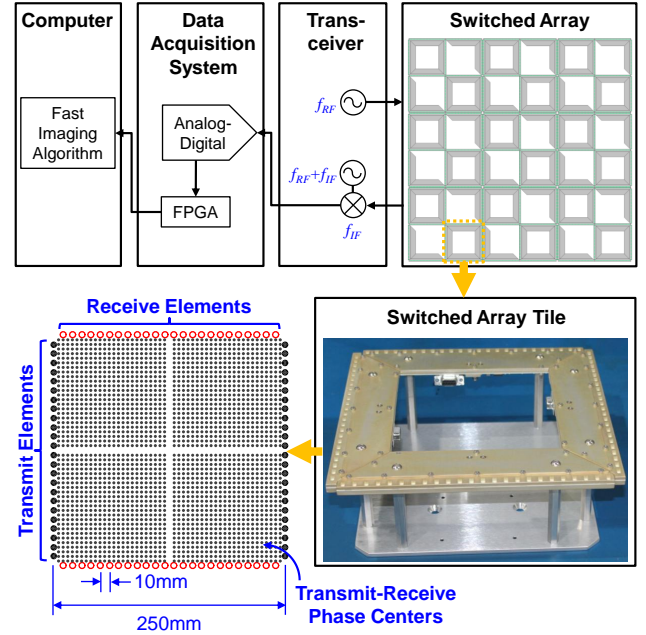 Computer
Data
Acquisition
System
Trans-
ceiver
Switched Array
Fast
Imaging
Algorithm
Analog-
Digital
FPGA
fRF
fRF+fIF
fIF
Switched Array Tile
Receive Elements
Transmit Elements
10mm
250mm
Transmit-Receive
Phase Centers